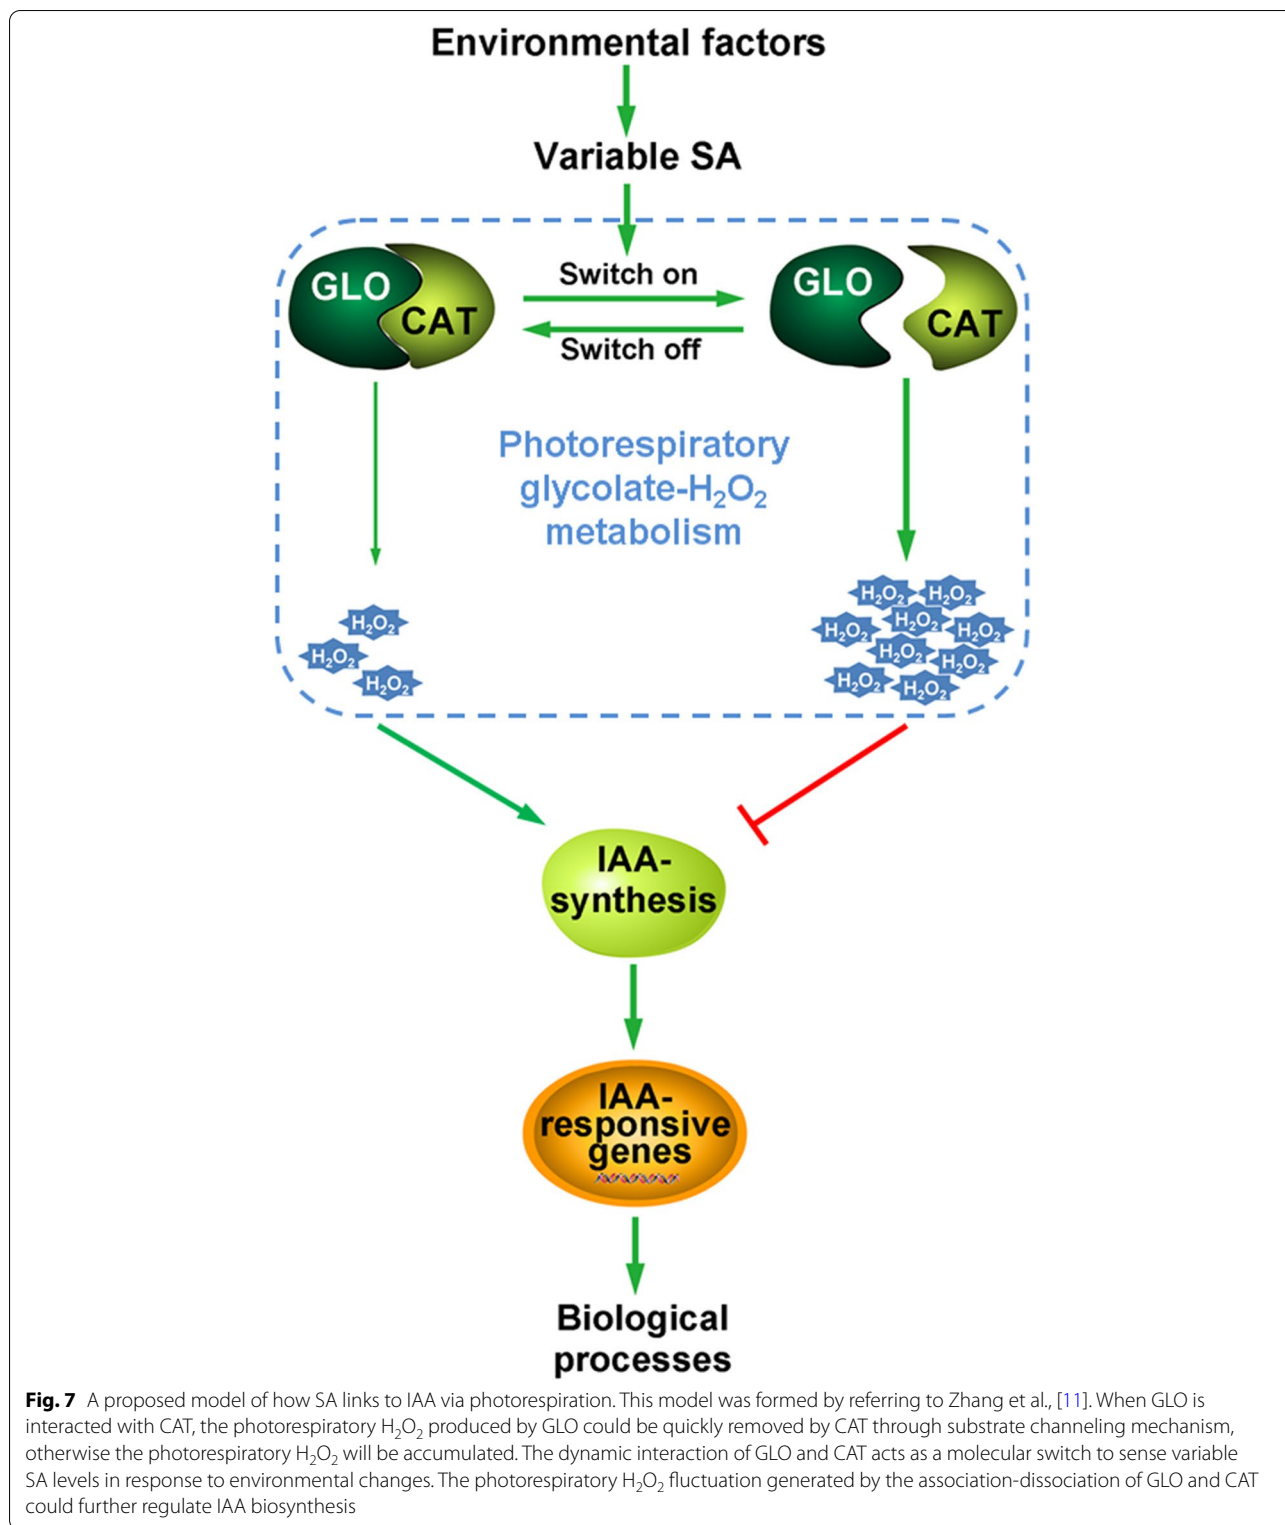 Environmental factors
Variable SA
GLO
CAT
Switch on
Switch off
GLO
CAT
Photorespiratory
glycolate-H₂O₂
metabolism
H₂O₂
H₂O₂
H₂O₂
H₂O₂
H₂O₂
H₂O₂
H₂O₂
H₂O₂
H₂O₂
H₂O₂
H₂O₂
H₂O₂
IAA-
synthesis
IAA-
responsive
genes
Biological
processes
Fig. 7 A proposed model of how SA links to IAA via photorespiration. This model was formed by referring to Zhang et al., [11]. When GLO is
interacted with CAT, the photorespiratory H₂O₂ produced by GLO could be quickly removed by CAT through substrate channeling mechanism,
otherwise the photorespiratory H₂O₂ will be accumulated. The dynamic interaction of GLO and CAT acts as a molecular switch to sense variable
SA levels in response to environmental changes. The photorespiratory H₂O₂ fluctuation generated by the association-dissociation of GLO and CAT
could further regulate IAA biosynthesis